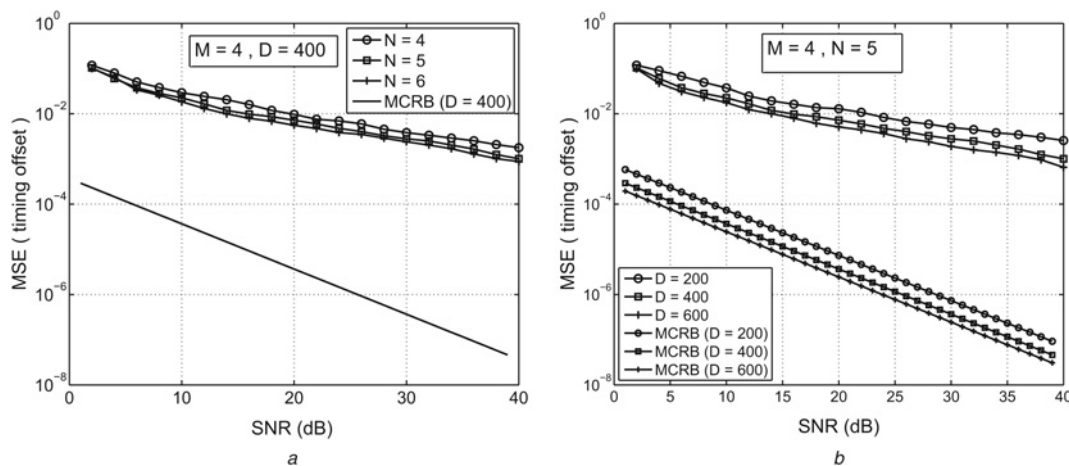 M = 4 , D = 400
N = 4
N = 5
N = 6
MCRB (D = 400)
MSE ( timing offset )
10^0
10^-2
10^-4
10^-6
10^-8
0 10 20 30 40
SNR (dB)
a
M = 4 , N = 5
MSE ( timing offset )
10^0
10^-2
10^-4
10^-6
10^-8
D = 200
D = 400
D = 600
MCRB (D = 200)
MCRB (D = 400)
MCRB (D = 600)
0 5 10 15 20 25 30 35 40
SNR (dB)
b